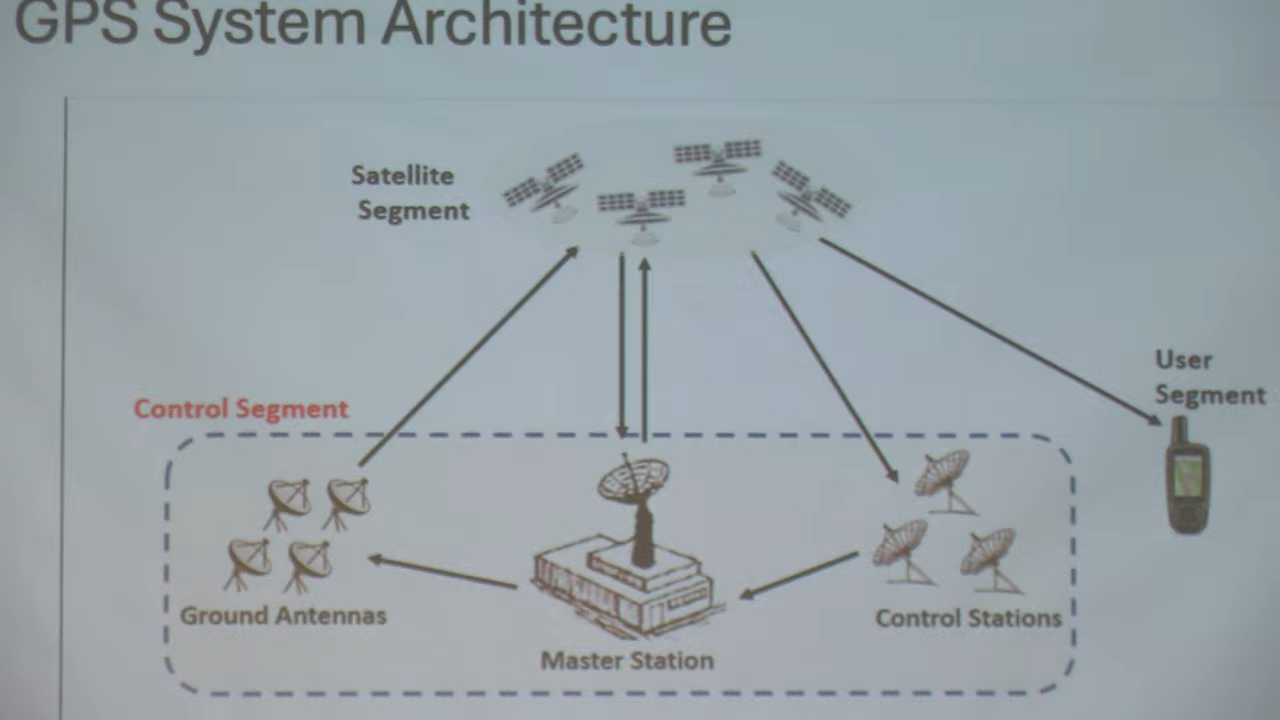 GPS System Architecture
Satellite
Segment
User
Segment
Control Segment
Ground Antennas
Control Stations
Master Station